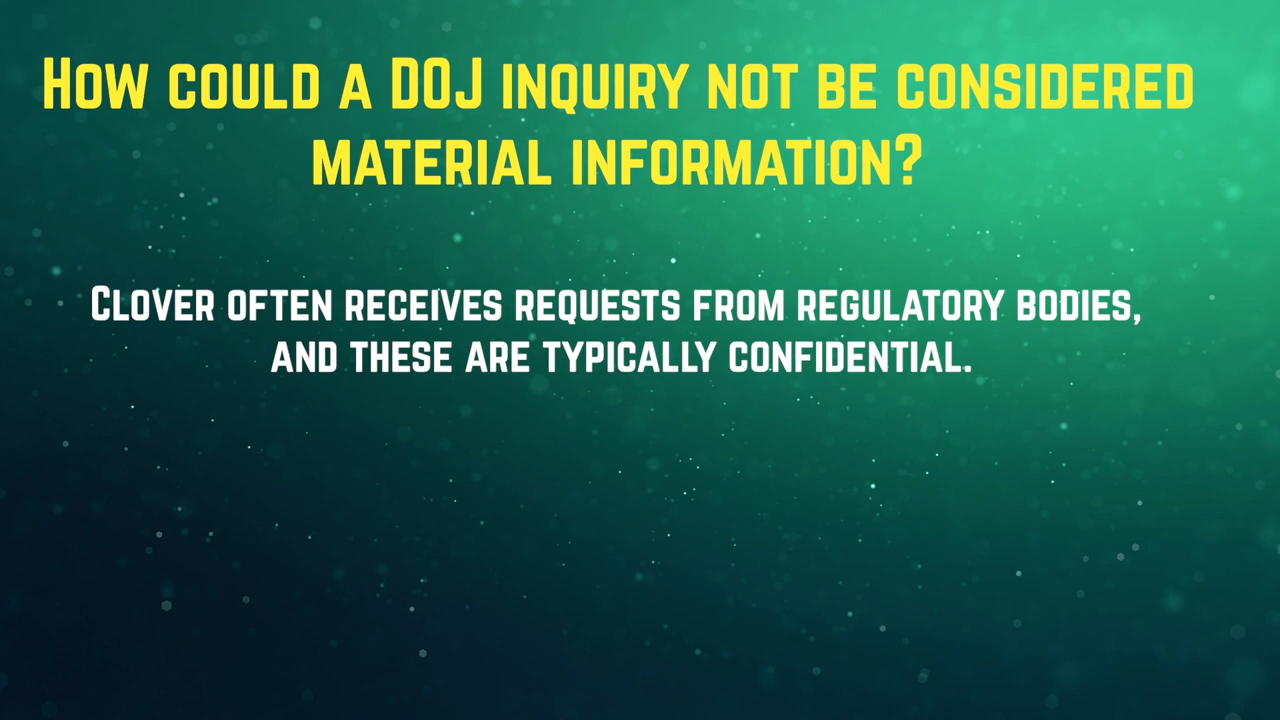 How could a DOJ inquiry not be considered
material information?
Clover often receives requests from regulatory bodies,
and these are typically confidential.